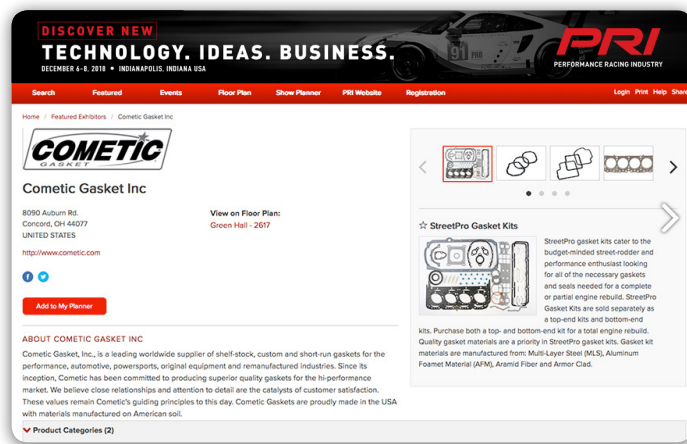 DISCOVER NEW
TECHNOLOGY. IDEAS. BUSINESS.
DECEMBER 6-8, 2018 • INDIANAPOLIS, INDIANA USA
91
PRI
PERFORMANCE RACING INDUSTRY
Search Featured Events Floor Plan Show Planner PRI Website Registration Login Print Help Share
Home / Featured Exhibitors / Cometic Gasket Inc
COMETIC
GASKET
Cometic Gasket Inc
8090 Auburn Rd.
Concord, OH 44077
UNITED STATES
http://www.cometic.com
View on Floor Plan:
Green Hall - 2617
Add to My Planner
ABOUT COMETIC GASKET INC
Cometic Gasket, Inc., is a leading worldwide supplier of shelf-stock, custom and short-run gaskets for the
performance, automotive, powersports, original equipment and remanufactured industries. Since its
inception, Cometic has been committed to producing superior quality gaskets for the hi-performance
market. We believe close relationships and attention to detail are the catalysts of customer satisfaction.
These values remain Cometic's guiding principles to this day. Cometic Gaskets are proudly made in the USA
with materials manufactured on American soil.
Product Categories (2)
StreetPro Gasket Kits
StreetPro gasket kits cater to the
budget-minded street-rodder and
performance enthusiast looking
for all of the necessary gaskets
and seals needed for a complete
or partial engine rebuild. StreetPro
Gasket Kits are sold separately as
a top-end kits and bottom-end
kits. Purchase both a top- and bottom-end kit for a total engine rebuild.
Quality gasket materials are a priority in StreetPro gasket kits. Gasket kit
materials are manufactured from: Multi-Layer Steel (MLS), Aluminum
Foamet Material (AFM), Aramid Fiber and Armor Clad.